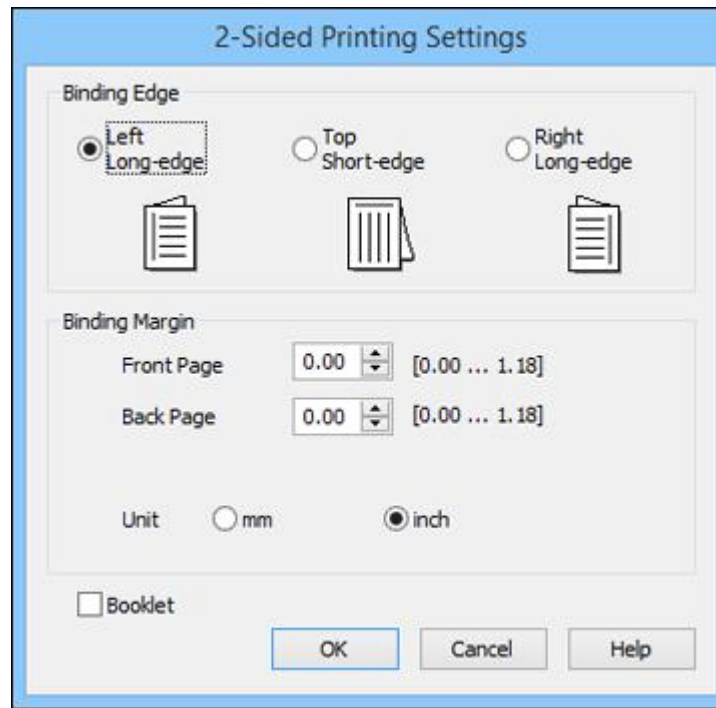 2-Sided Printing Settings
Binding Edge
Left
Long-edge
Top
Short-edge
Right
Long-edge
Binding Margin
Front Page 0.00 [0.00 ... 1.18]
Back Page 0.00 [0.00 ... 1.18]
Unit mm inch
Booklet
OK Cancel Help